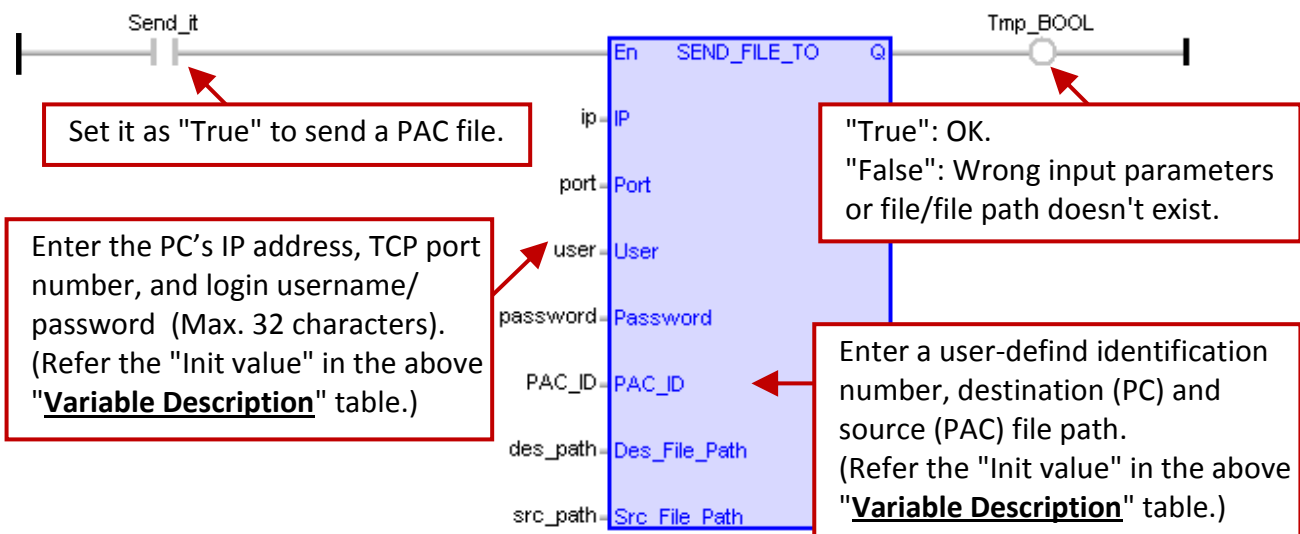 Send_it
Tmp_BOOL
En SEND_FILE_TO Q
Set it as "True" to send a PAC file.
"True": OK.
"False": Wrong input parameters
or file/file path doesn't exist.
ip IP
port Port
Enter the PC’s IP address, TCP port
number, and login username/
password (Max. 32 characters).
(Refer the "Init value" in the above
"Variable Description" table.)
user User
password Password
PAC_ID PAC_ID
Enter a user-defind identification
number, destination (PC) and
source (PAC) file path.
(Refer the "Init value" in the above
"Variable Description" table.)
des_path Des_File_Path
src_path Src_File_Path